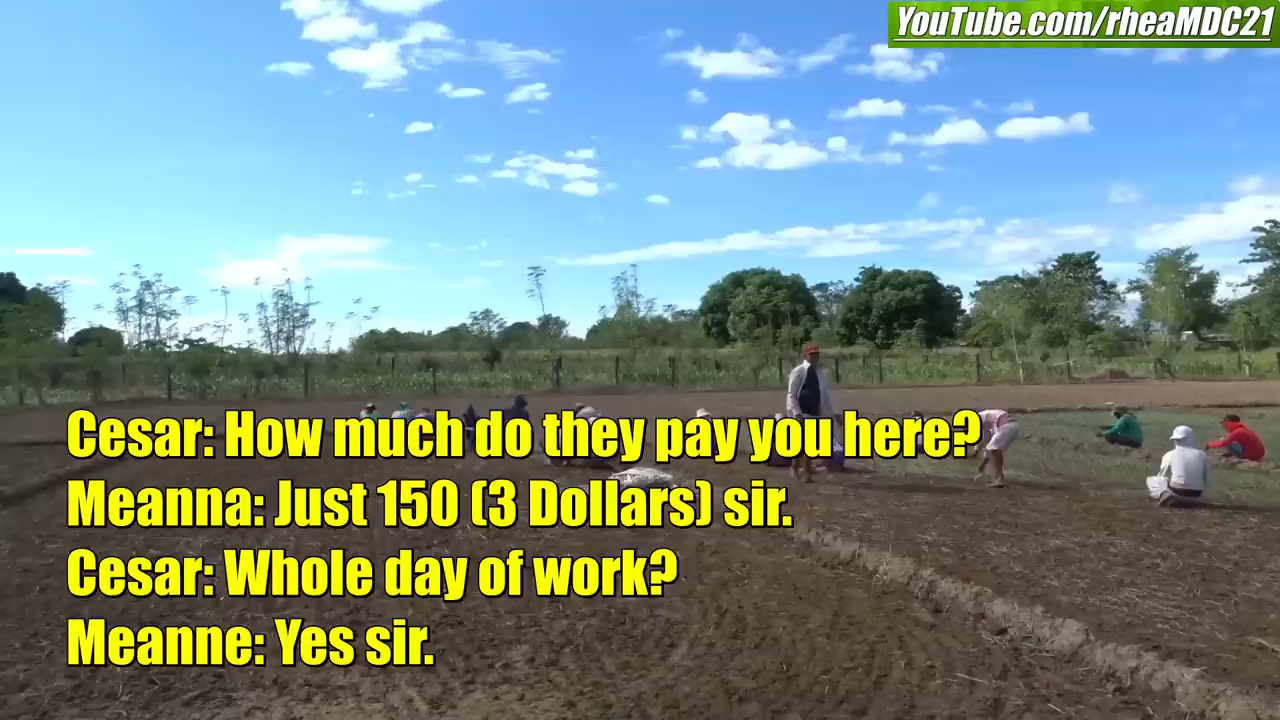 YouTube.com/rheaMDC21
Cesar: How much do they pay you here?
Meanna: Just 150 (3 Dollars) sir.
Cesar: Whole day of work?
Meanne: Yes sir.